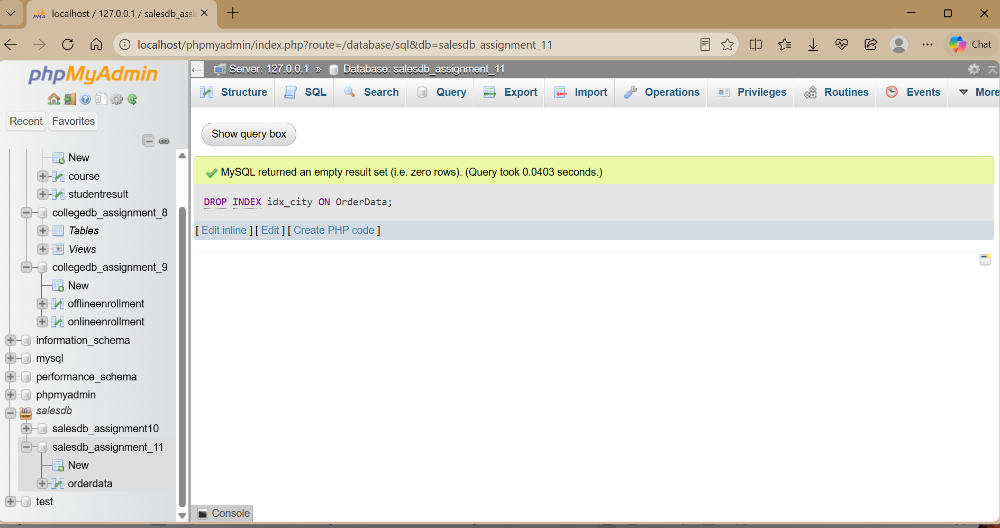 localhost / 127.0.0.1 / salesdb_assi
localhost/phpmyadmin/index.php?route=/database/sql&db=salesdb_assignment_11
Chat
phpMyAdmin
Recent
Favorites
New
course
studentresult
collegedb_assignment_8
Tables
Views
collegedb_assignment_9
New
offlineenrollment
onlineenrollment
information_schema
mysql
performance_schema
phpmyadmin
salesdb
salesdb_assignment10
salesdb_assignment_11
New
orderdata
test
Server: 127.0.0.1 » Database: salesdb_assignment_11
Structure SQL Search Query Export Import Operations Privileges Routines Events More
Show query box
MySQL returned an empty result set (i.e. zero rows). (Query took 0.0403 seconds.)
DROP INDEX idx_city ON OrderData;
[ Edit inline ] [ Edit ] [ Create PHP code ]
Console